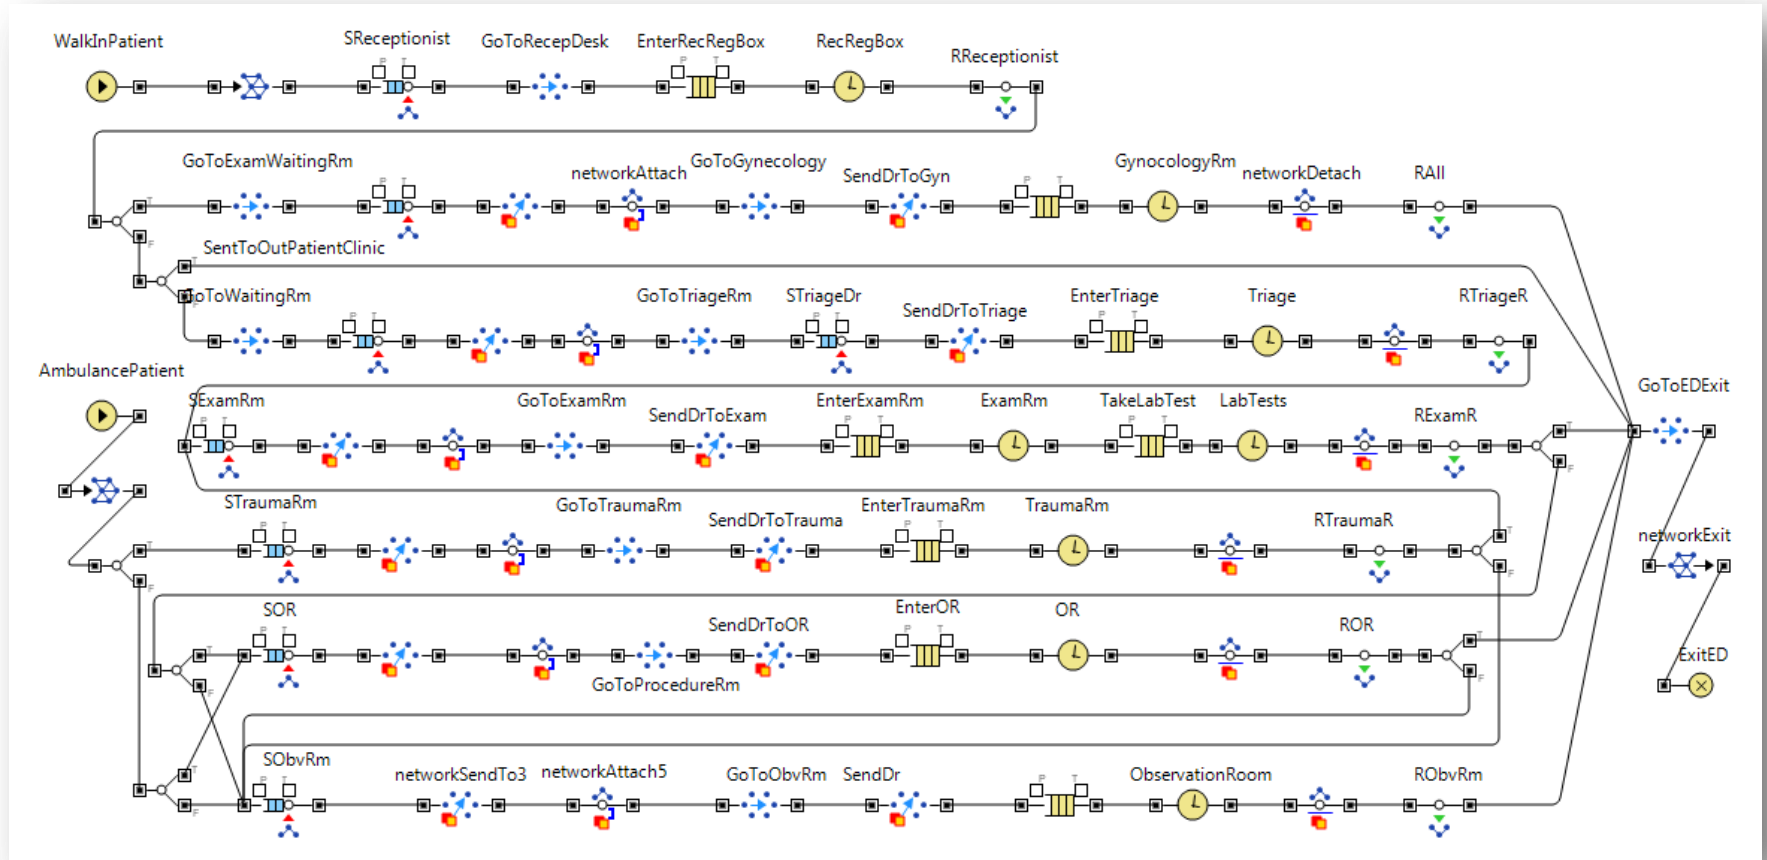 WalkInPatient
SReceptionist
GoToRecepDesk
EnterRecRegBox
RecRegBox
RReceptionist
P T
P T
GoToExamWaitingRm
networkAttach
GoToGynecology
SendDrToGyn
GynocologyRm
networkDetach
RAll
P T
P T
T
F
SentToOutPatientClinic
T
F
GoToWaitingRm
GoToTriageRm
STriageDr
SendDrToTriage
EnterTriage
Triage
RTriageR
P T
P T
P T
AmbulancePatient
SExamRm
GoToExamRm
SendDrToExam
EnterExamRm
ExamRm
TakeLabTest
LabTests
RExamR
GoToEDExit
P T
P T
P T
T
F
STraumaRm
GoToTraumaRm
SendDrToTrauma
EnterTraumaRm
TraumaRm
RTraumaR
networkExit
P T
P T
T
F
T
F
SOR
SendDrToOR
EnterOR
OR
ROR
P T
P T
T
F
T
F
GoToProcedureRm
ExitED
SObvRm
networkSendTo3
networkAttach5
GoToObvRm
SendDr
ObservationRoom
RObvRm
P T
P T
T
F